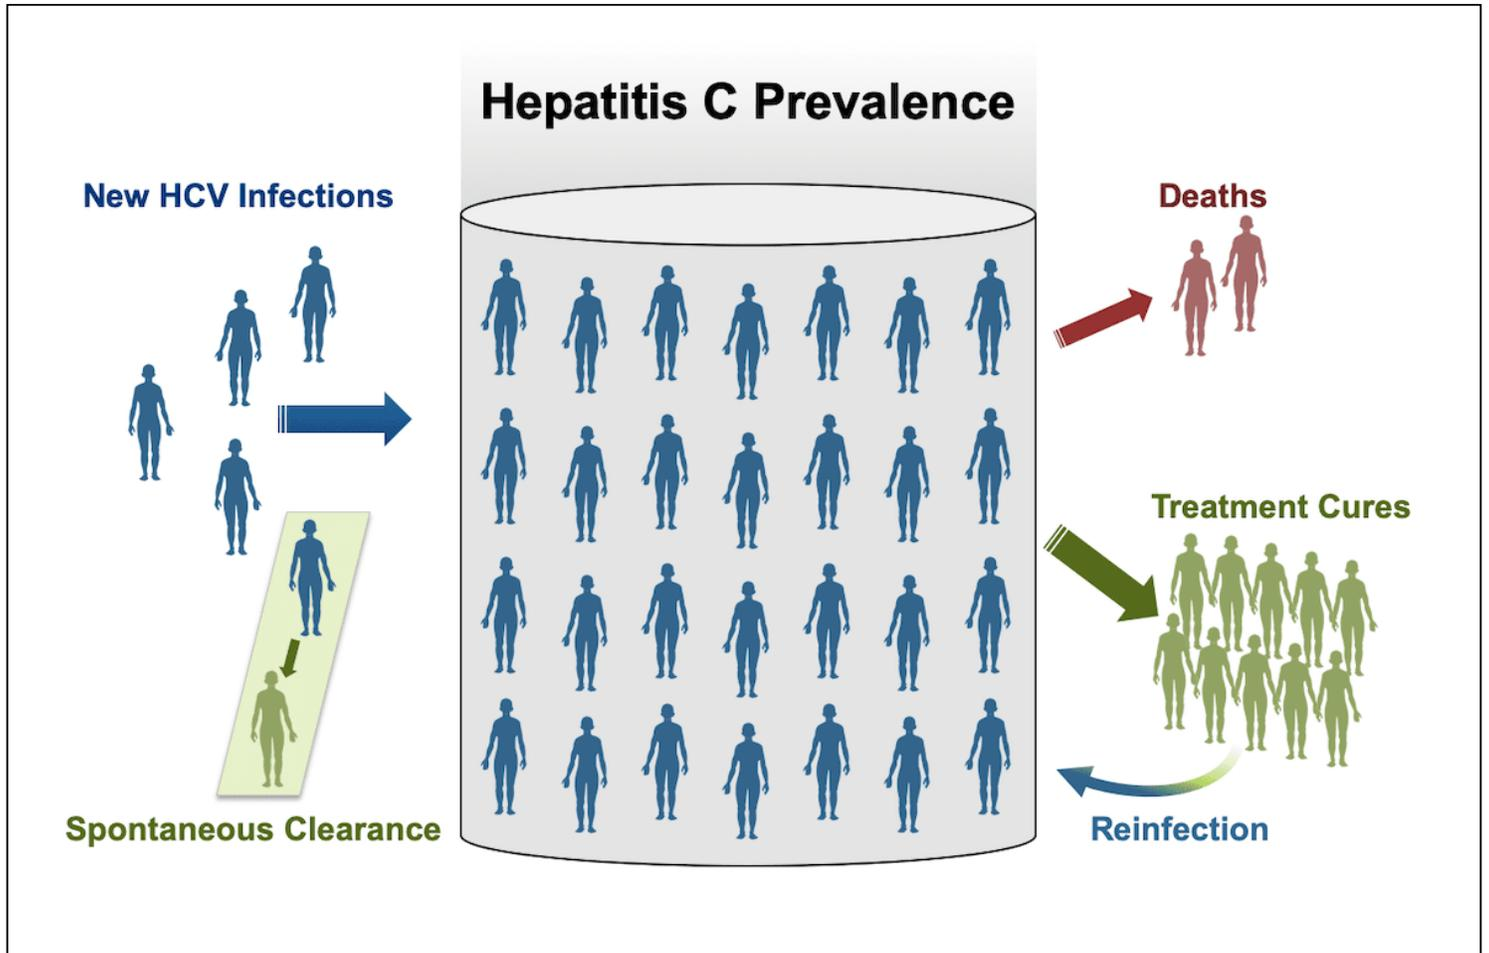 Hepatitis C Prevalence
New HCV Infections
Deaths
Treatment Cures
Spontaneous Clearance
Reinfection